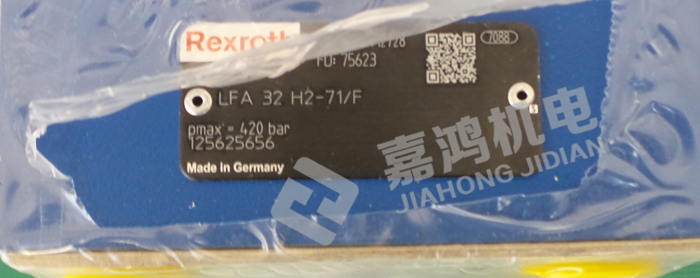 Rexroth
7088
FD: 75623
LFA 32 H2-71/F
pmax = 420 bar
125625656
Made in Germany
嘉鸿机电
JIAHONG JIDIAN